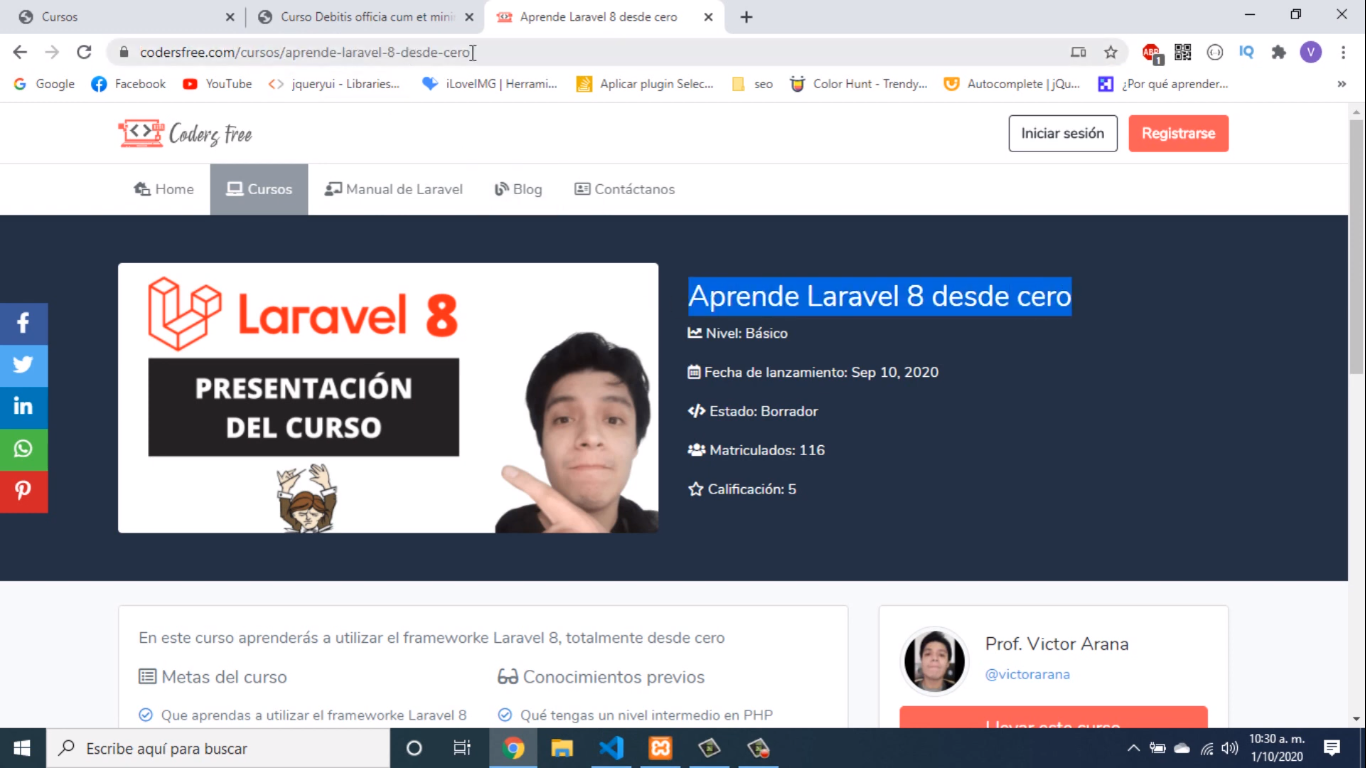 Cursos
Curso Debitis officia cum et mini
Aprende Laravel 8 desde cero
codersfree.com/cursos/aprende-laravel-8-desde-cero
ABP
1
IQ
V
Google
Facebook
YouTube
jqueryui - Libraries...
iLoveIMG | Herrami...
Aplicar plugin Selec...
seo
Color Hunt - Trendy...
Autocomplete | jQu...
¿Por qué aprender...
Coders Free
Iniciar sesión
Registrarse
Home
Cursos
Manual de Laravel
Blog
Contáctanos
Laravel 8
PRESENTACIÓN
DEL CURSO
Aprende Laravel 8 desde cero
Nivel: Básico
Fecha de lanzamiento: Sep 10, 2020
Estado: Borrador
Matriculados: 116
Calificación: 5
En este curso aprenderás a utilizar el frameworke Laravel 8, totalmente desde cero
Metas del curso
Conocimientos previos
Que aprendas a utilizar el frameworke Laravel 8
Qué tengas un nivel intermedio en PHP
Prof. Victor Arana
@victorarana
Llevar este curso
Escribe aquí para buscar
10:30 a. m.
1/10/2020